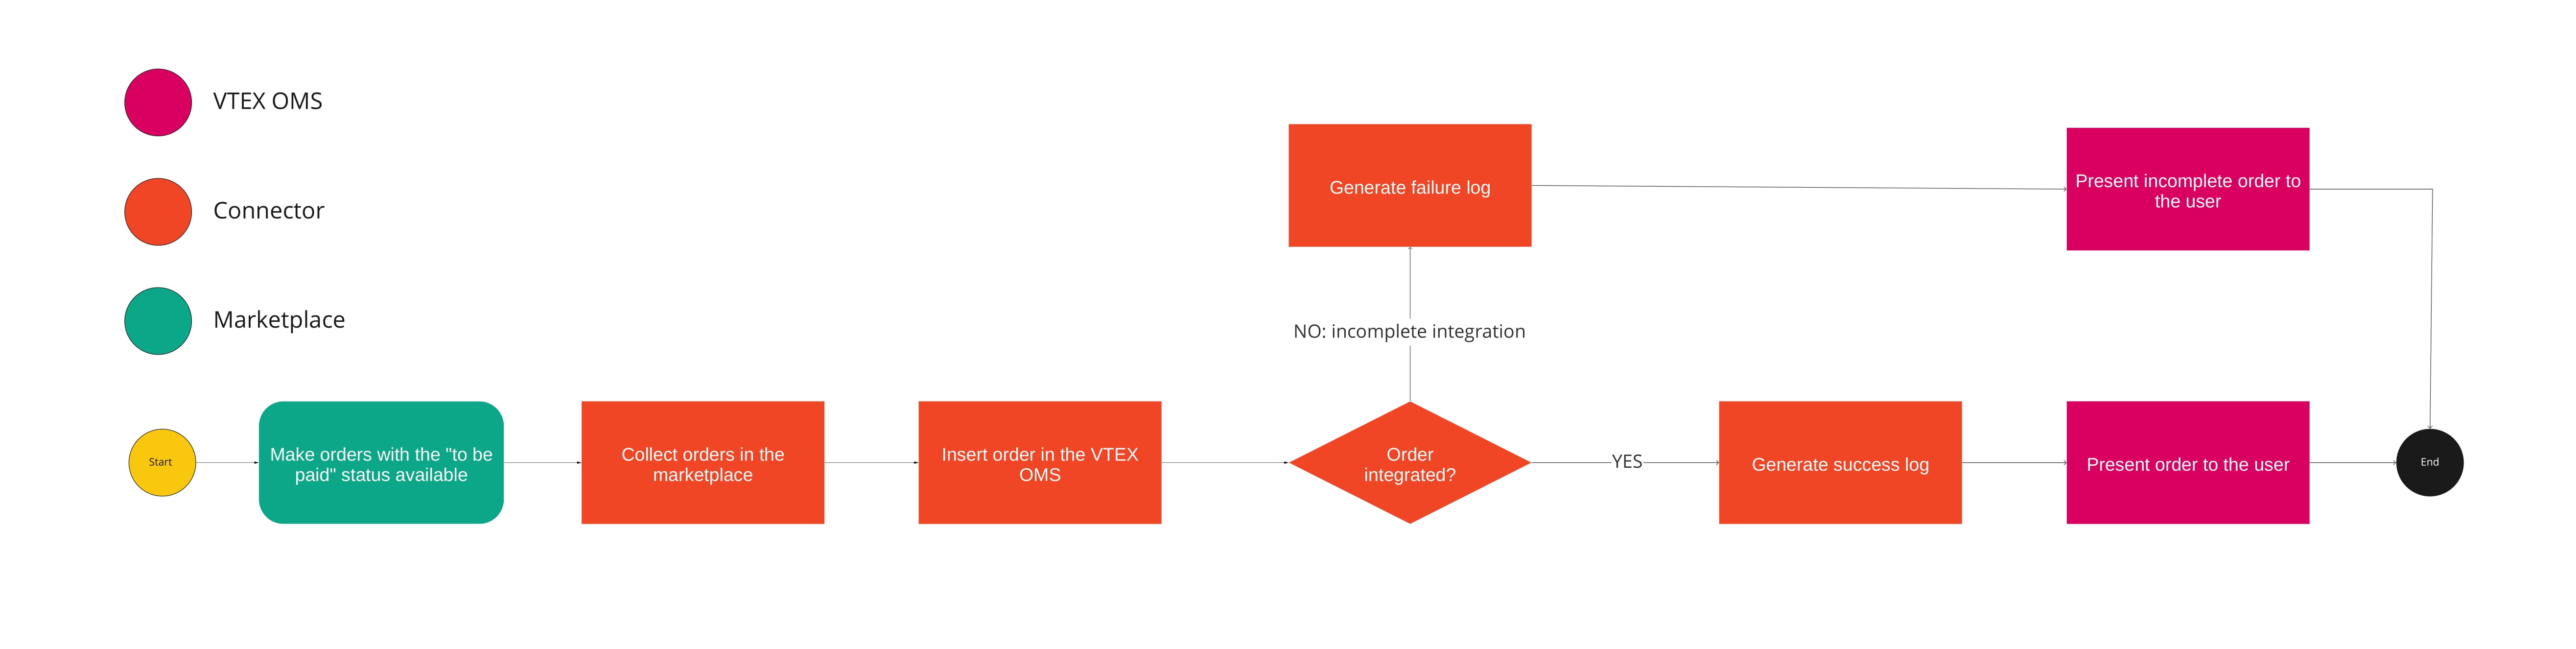 VTEX OMS
Connector
Marketplace
Generate failure log
Present incomplete order to
the user
NO: incomplete integration
Start
Make orders with the "to be
paid" status available
Collect orders in the
marketplace
Insert order in the VTEX
OMS
Order
integrated?
YES
Generate success log
Present order to the user
End